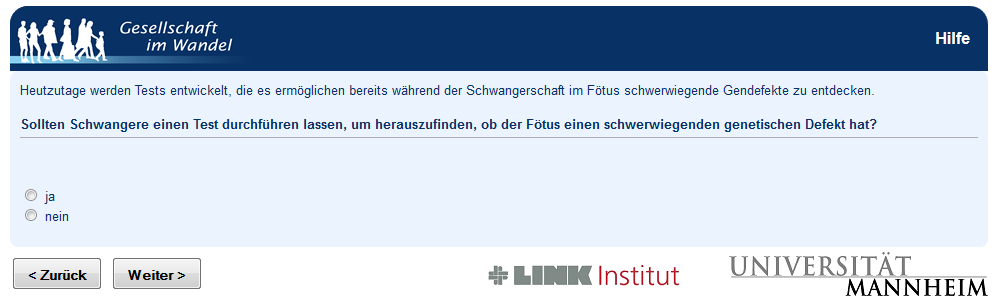 Gesellschaft
im Wandel
Hilfe
Heutzutage werden Tests entwickelt, die es ermöglichen bereits während der Schwangerschaft im Fötus schwerwiegende Gendefekte zu entdecken.
Sollten Schwangere einen Test durchführen lassen, um herauszufinden, ob der Fötus einen schwerwiegenden genetischen Defekt hat?
ja
nein
< Zurück
Weiter >
LINK Institut
UNIVERSITÄT
MANNHEIM